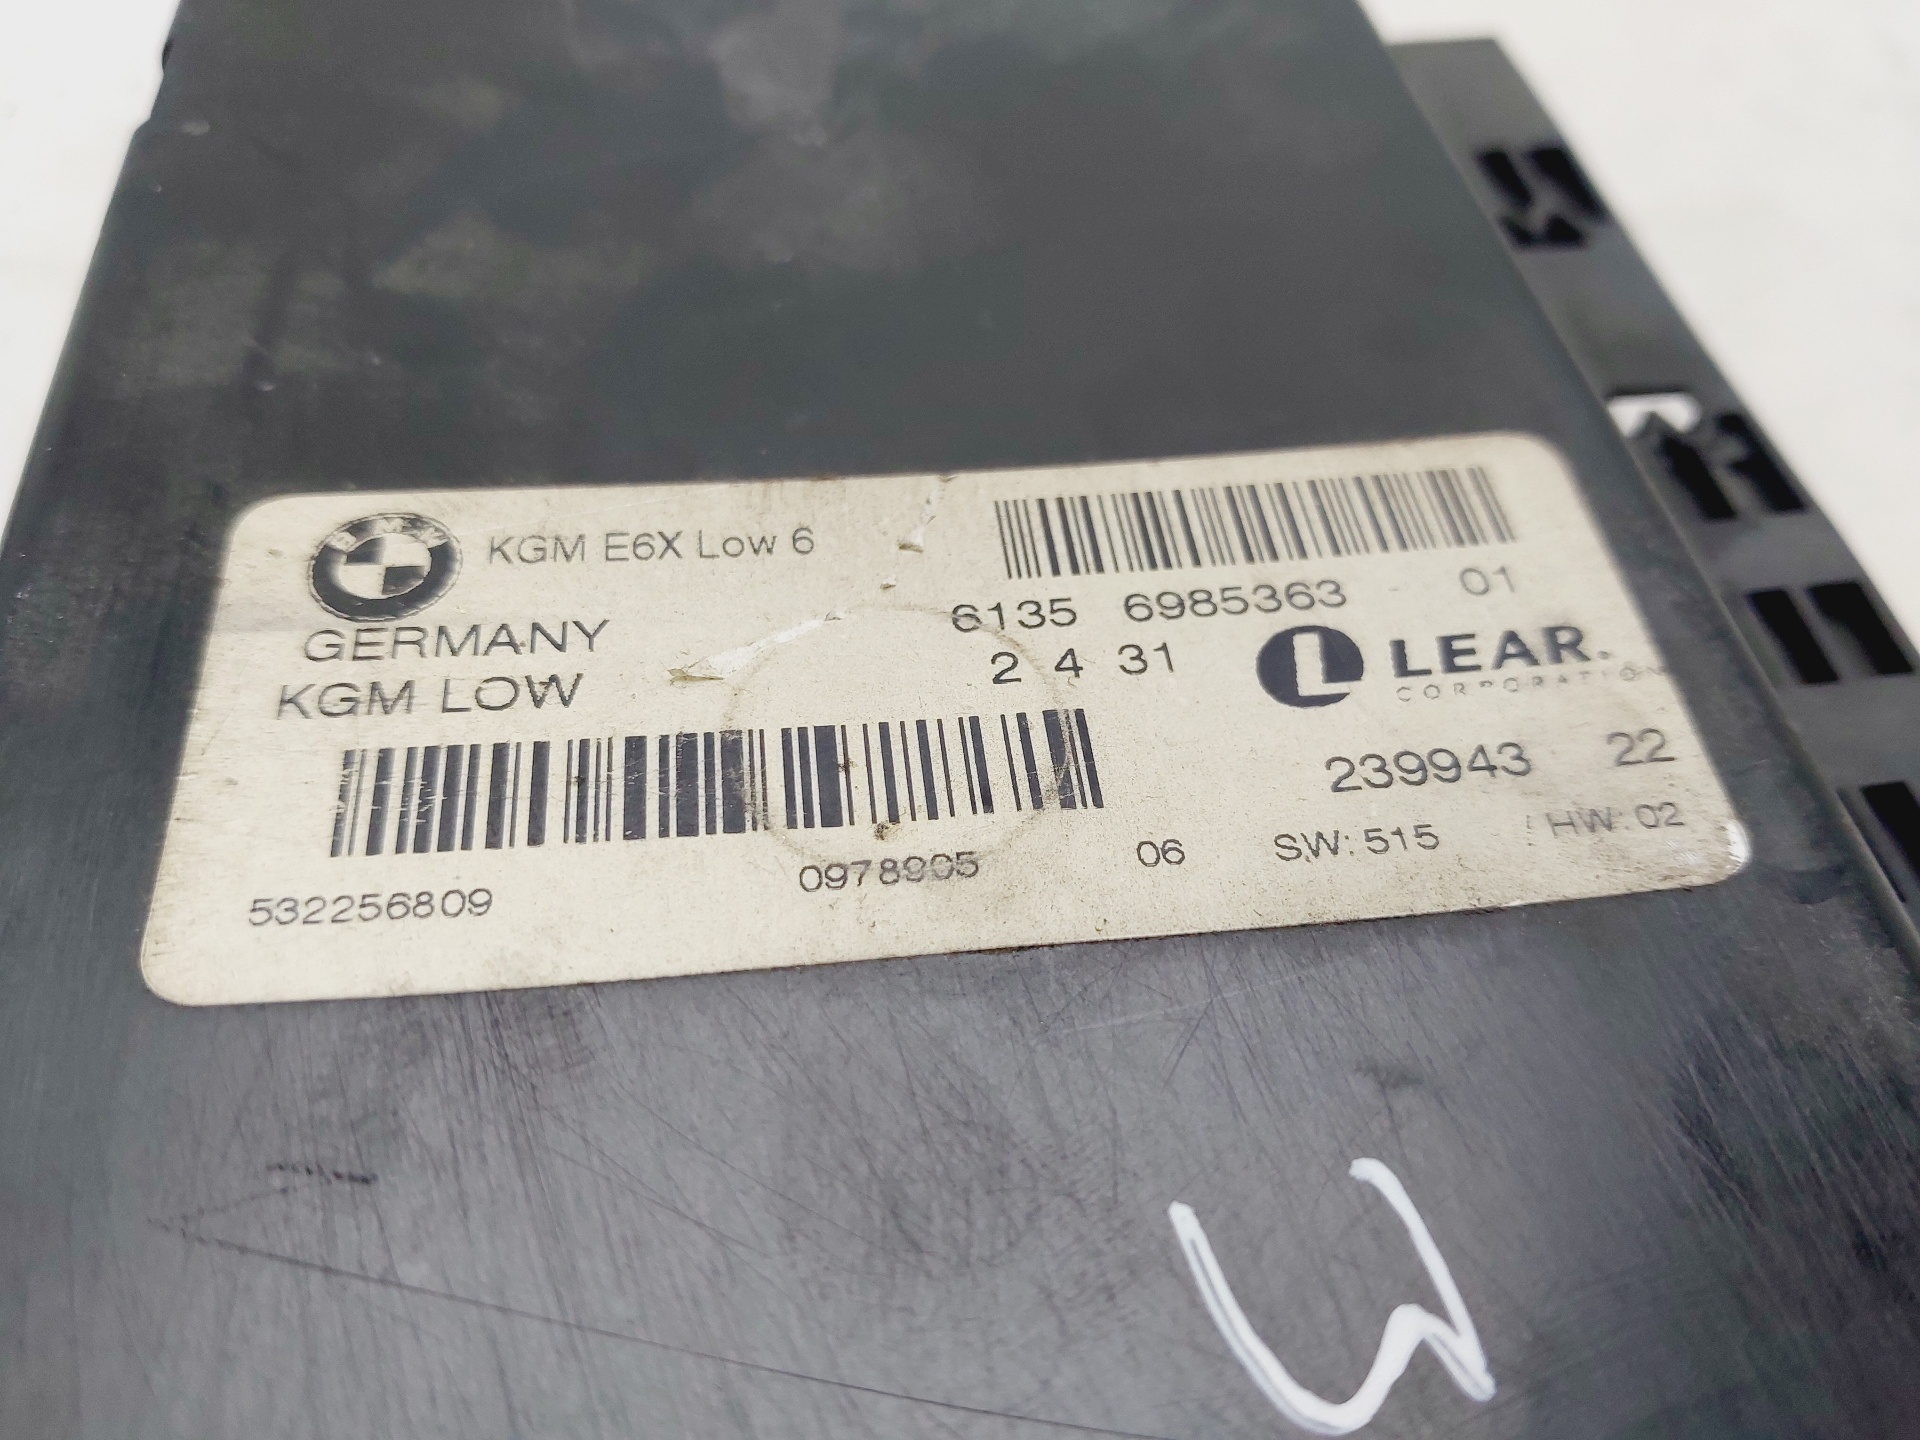 BMW
KGM E6X Low 6
GERMANY
KGM LOW
6135 6985363 - 01
2 4 31
LEAR.
CORPORATION
239943 22
532256809
0978905 06 SW: 515 / HW: 02